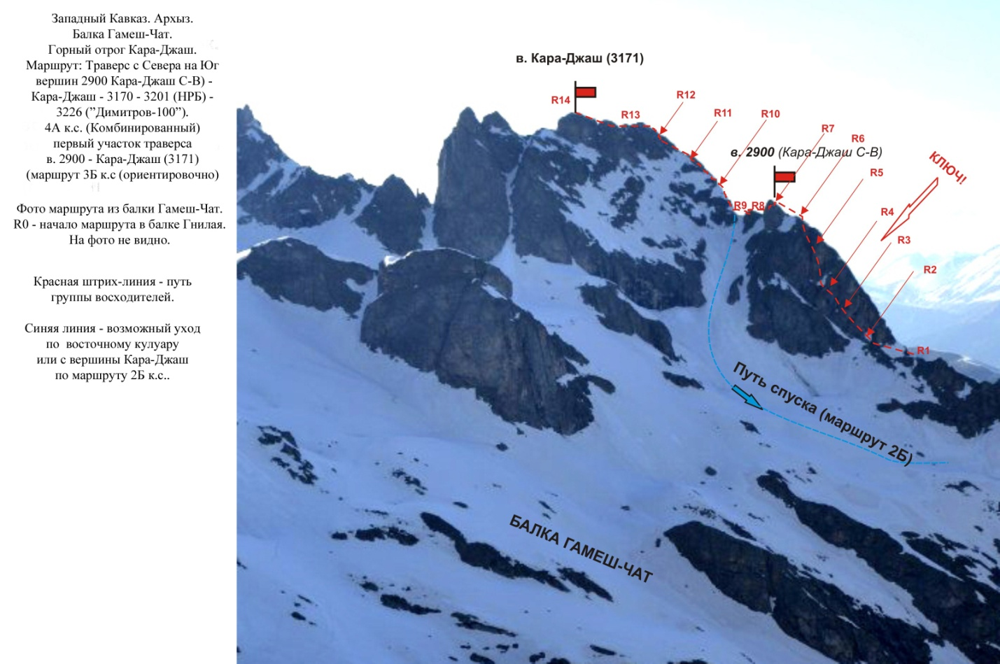 Западный Кавказ. Архыз.
Балка Гамеш-Чат.
Горный отрог Кара-Джаш.
Маршрут: Траверс с Севера на Юг
вершин 2900 Кара-Джаш С-В) -
Кара-Джаш - 3170 - 3201 (НРБ) -
3226 (”Димитров-100”).
4А к.с. (Комбинированный)
первый участок траверса
в. 2900 - Кара-Джаш (3171)
(маршрут 3Б к.с (ориентировочно)
Фото маршрута из балки Гамеш-Чат.
R0 - начало маршрута в балке Гнилая.
На фото не видно.
Красная штрих-линия - путь
группы восходителей.
Синяя линия - возможный уход
по восточному кулуару
или с вершины Кара-Джаш
по маршруту 2Б к.с..
в. Кара-Джаш (3171)
R14
R13
R12
R11
R10
R7
R6
в. 2900 (Кара-Джаш С-В)
R5
КЛЮЧ!
R9
R8
R4
R3
R2
R1
Путь спуска (маршрут 2Б)
БАЛКА ГАМЕШ-ЧАТ